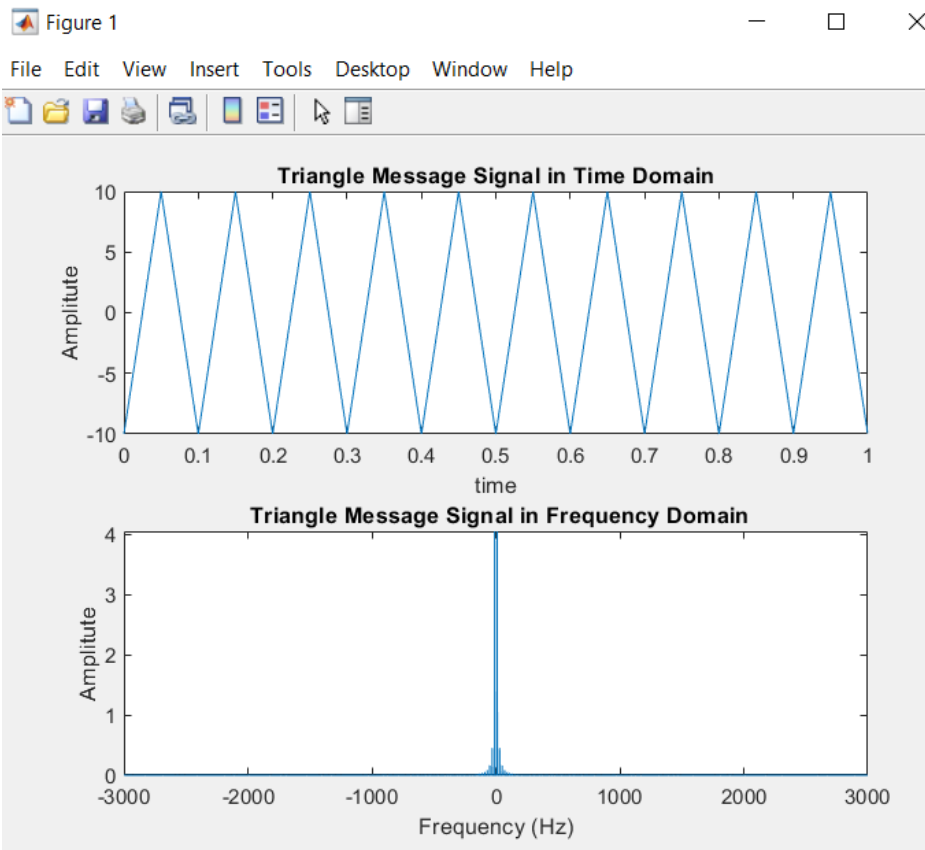 Figure 1
File Edit View Insert Tools Desktop Window Help
Triangle Message Signal in Time Domain
10
5
0
-5
-10
Amplitute
0 0.1 0.2 0.3 0.4 0.5 0.6 0.7 0.8 0.9 1
time
Triangle Message Signal in Frequency Domain
4
3
2
1
0
Amplitute
-3000 -2000 -1000 0 1000 2000 3000
Frequency (Hz)